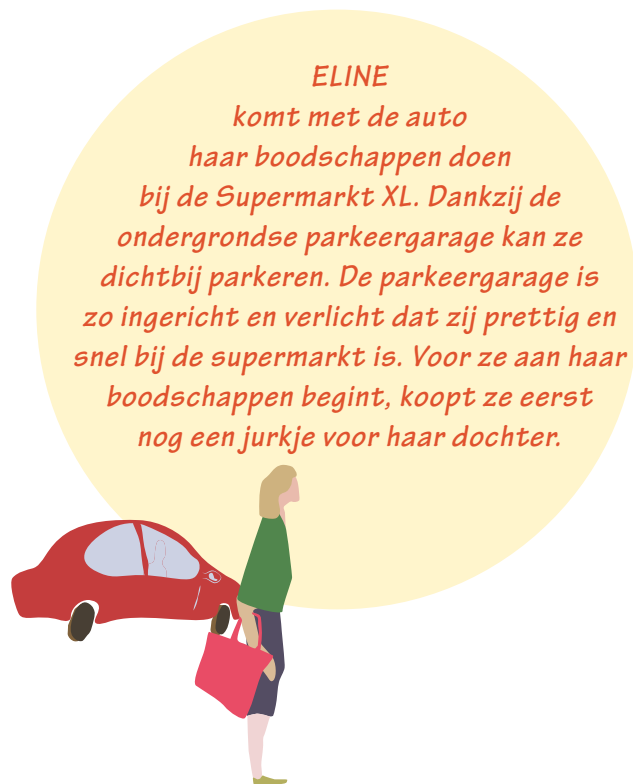 ELINE
komt met de auto
haar boodschappen doen
bij de Supermarkt XL. Dankzij de
ondergrondse parkeergarage kan ze
dichtbij parkeren. De parkeergarage is
zo ingericht en verlicht dat zij prettig en
snel bij de supermarkt is. Voor ze aan haar
boodschappen begint, koopt ze eerst
nog een jurkje voor haar dochter.